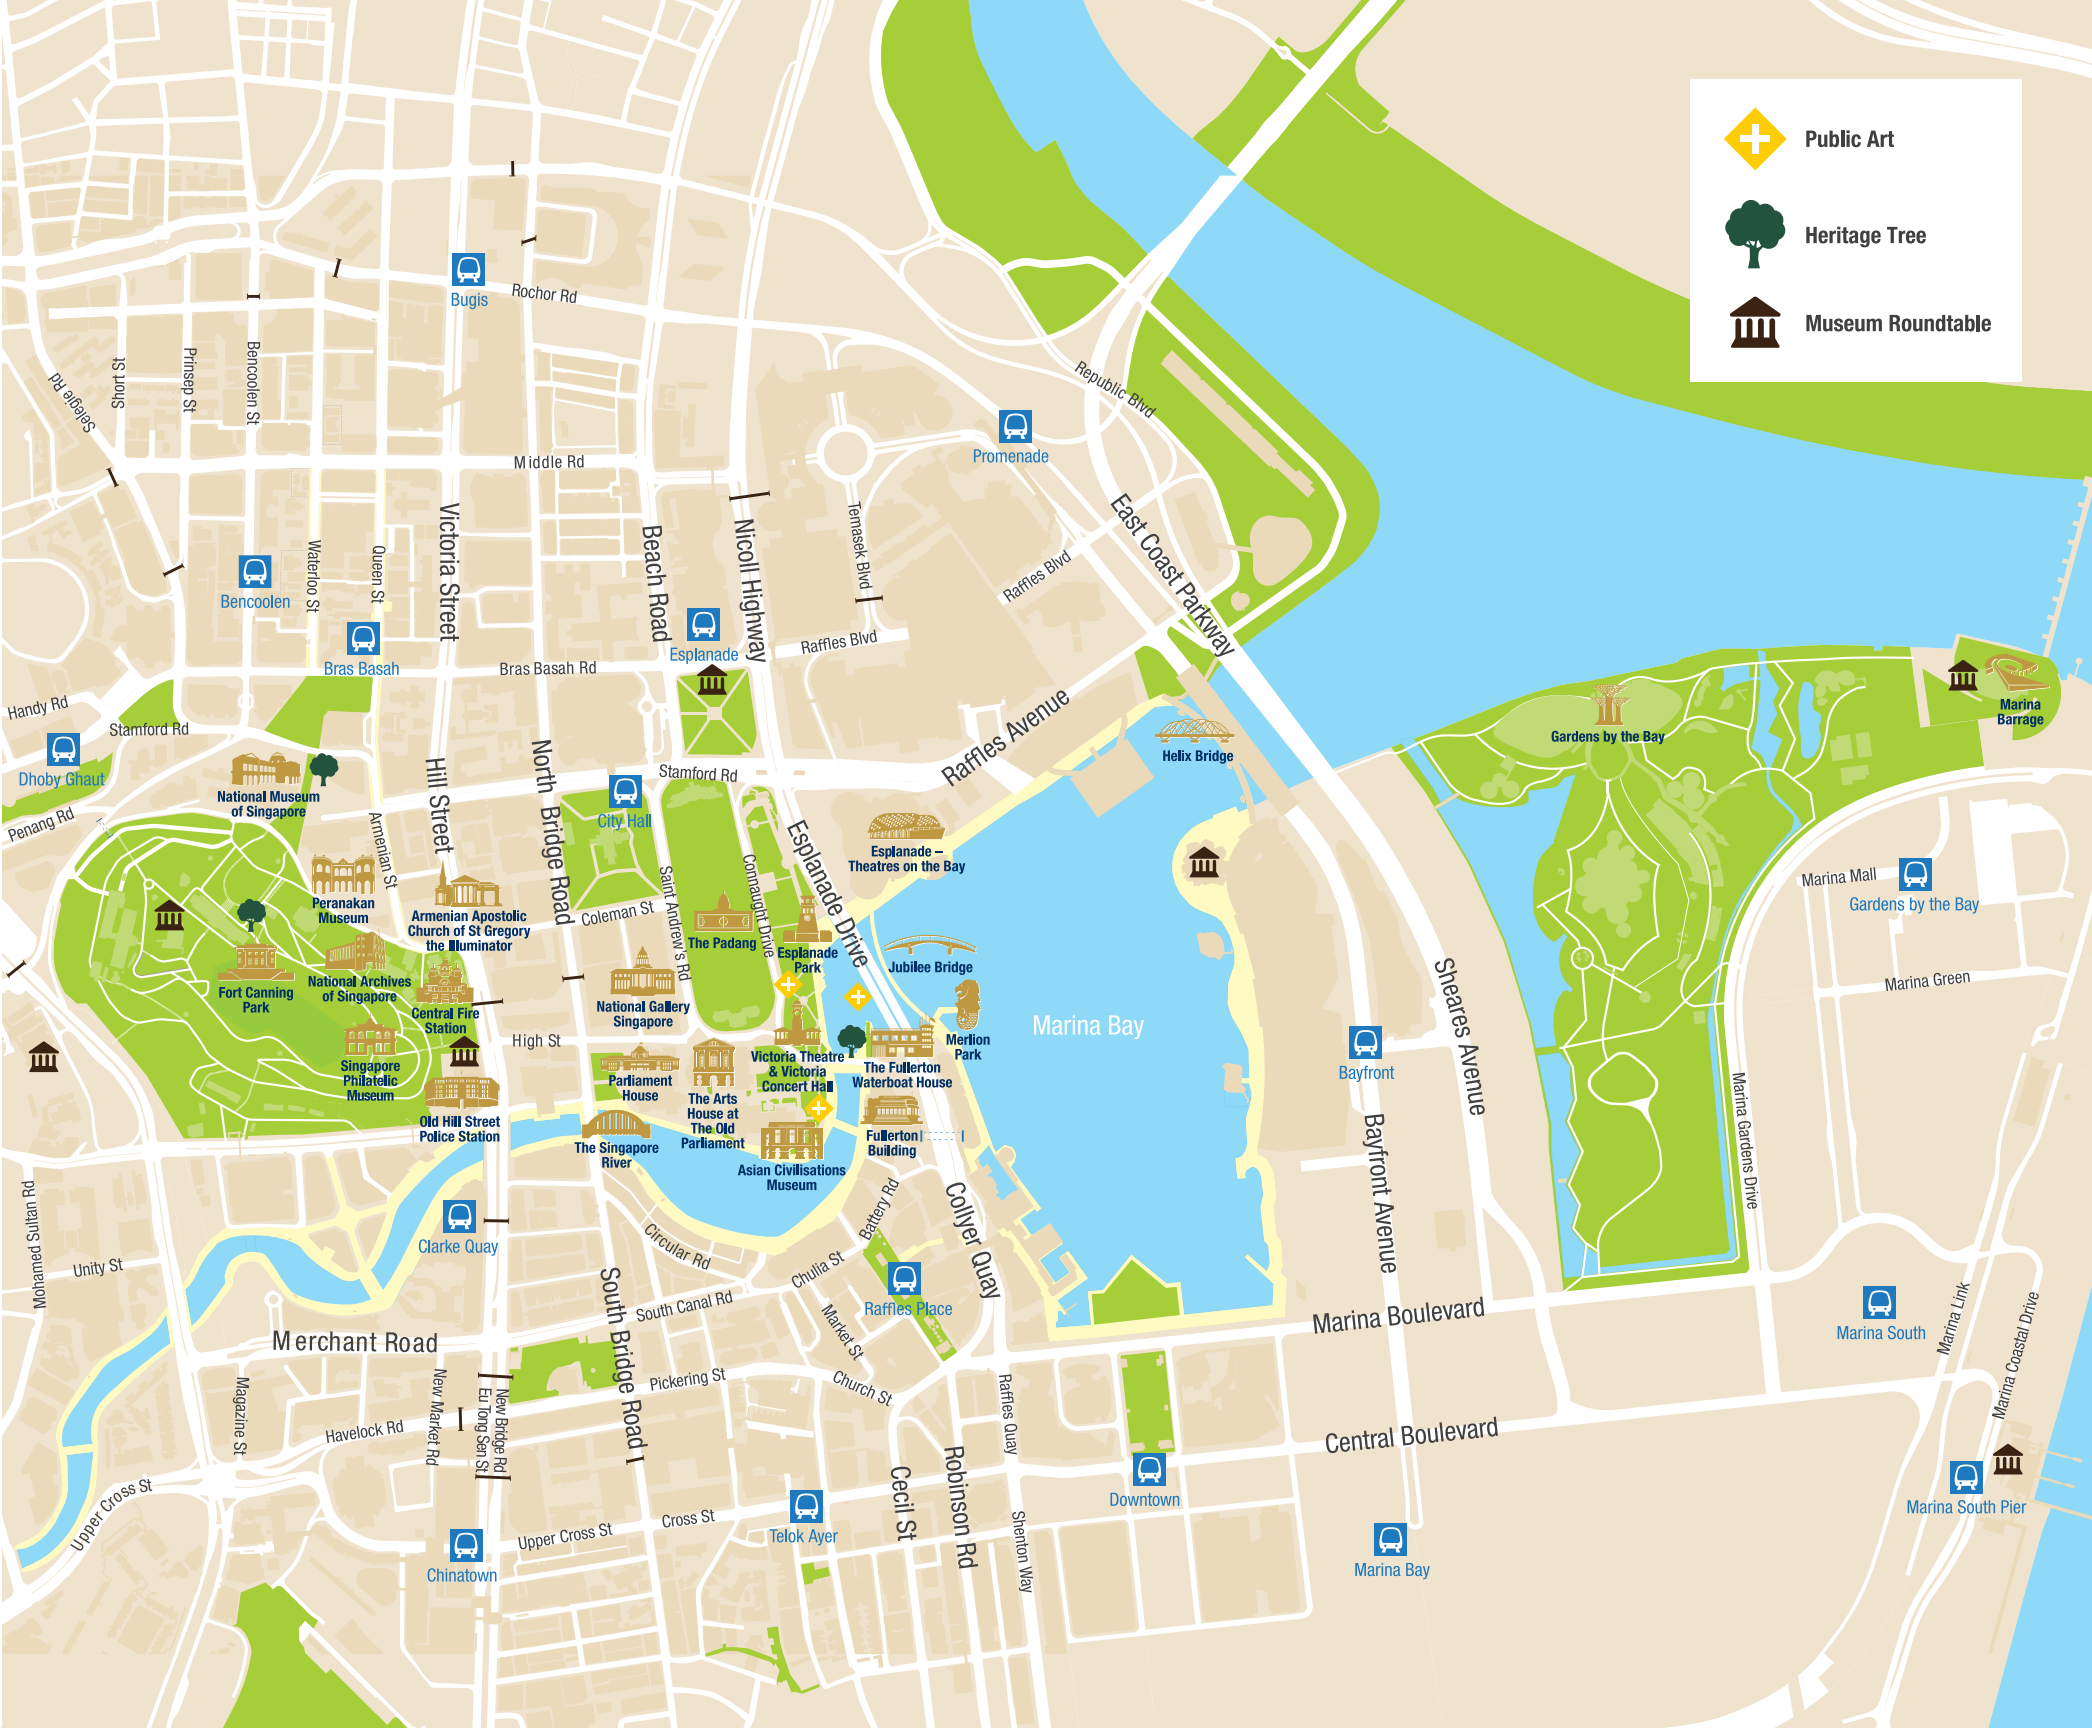 Public Art
Heritage Tree
Museum Roundtable
Bugis
Rochor Rd
Short St
Prinsep St
Bencoolen St
Selegie Rd
Republic Blvd
Promenade
Middle Rd
Victoria Street
Beach Road
Nicoll Highway
Temasek Blvd
East Coast Parkway
Raffles Blvd
Waterloo St
Queen St
Bencoolen
Bras Basah
Esplanade
Raffles Blvd
Bras Basah Rd
Handy Rd
Stamford Rd
Dhoby Ghaut
Penang Rd
National Museum
of Singapore
Hill Street
North Bridge Road
Stamford Rd
City Hall
Raffles Avenue
Helix Bridge
Gardens by the Bay
Marina
Barrage
Armenian St
Peranakan
Museum
Armenian Apostolic
Church of St Gregory
the Illuminator
Coleman St
Saint Andrew's Rd
The Padang
Connaught Drive
Esplanade Drive
Esplanade –
Theatres on the Bay
Esplanade
Park
Jubilee Bridge
Marina Mall
Gardens by the Bay
Marina Green
Fort Canning
Park
National Archives
of Singapore
Central Fire
Station
National Gallery
Singapore
High St
Singapore
Philatelic
Museum
Old Hill Street
Police Station
Parliament
House
The Arts
House at
The Old
Parliament
Victoria Theatre
& Victoria
Concert Hall
The Fullerton
Waterboat House
Merlion
Park
Marina Bay
Bayfront
Sheares Avenue
Marina Gardens Drive
The Singapore
River
Asian Civilisations
Museum
Fullerton
Building
Battery Rd
Collyer Quay
Bayfront Avenue
Mohamed Sultan Rd
Unity St
Clarke Quay
Circular Rd
Chulia St
South Canal Rd
Raffles Place
Market St
Marina Boulevard
Marina South
Marina Link
Marina Coastal Drive
Merchant Road
South Bridge Road
Magazine St
New Market Rd
Eu Tong Sen St
New Bridge Rd
Havelock Rd
Pickering St
Church St
Raffles Quay
Central Boulevard
Upper Cross St
Cecil St
Robinson Rd
Downtown
Marina South Pier
Chinatown
Upper Cross St
Cross St
Telok Ayer
Shenton Way
Marina Bay